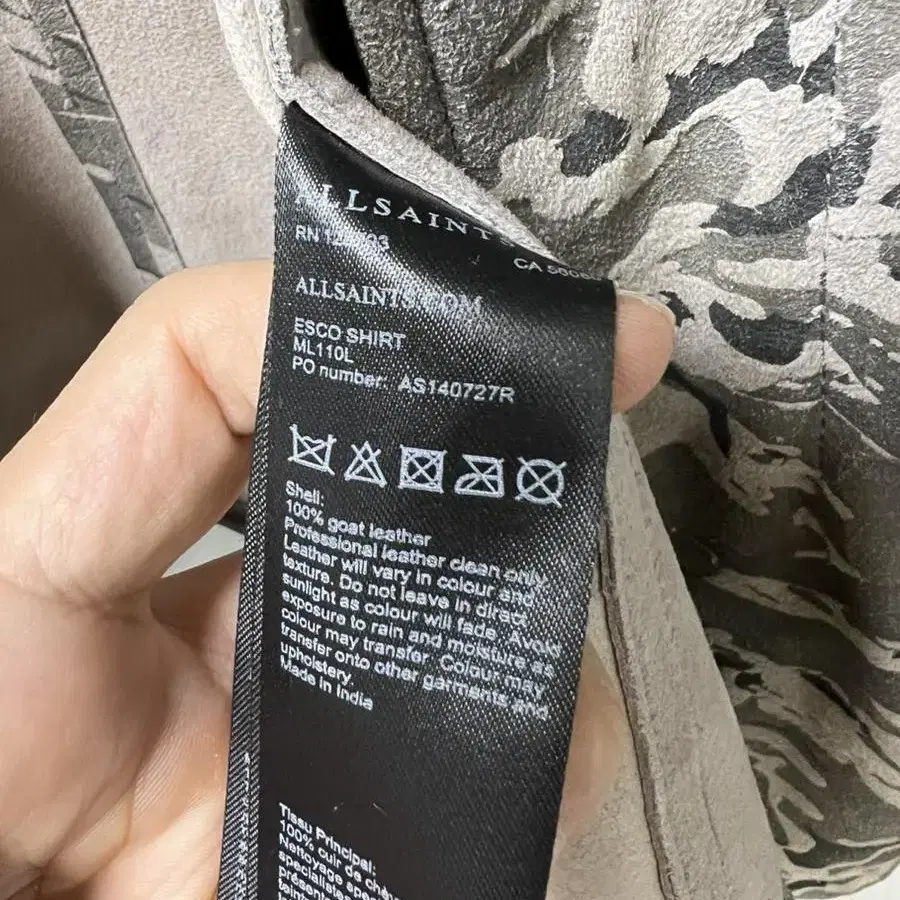 ALLSAINTS
RN
CA
ALLSAINTS.COM
ESCO SHIRT
ML110L
PO number: AS140727R
Shell:
100% goat leather
Professional leather clean only.
Leather will vary in colour and
texture. Do not leave in direct
sunlight as colour will fade. Avoid
exposure to rain and moisture as
colour may transfer. Colour may
transfer onto other garments and
upholstery.
Made in India
Tissu Principal:
100% cuir de
Nettoyage